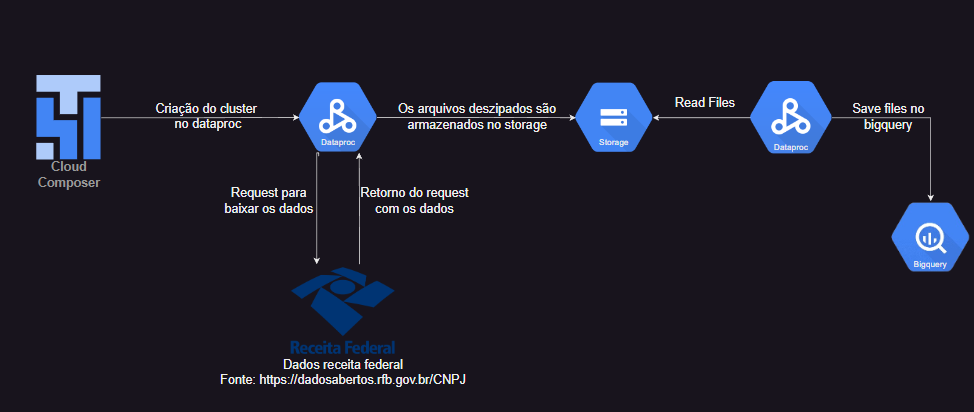 Cloud
Composer
Criação do cluster
no dataproc
Dataproc
Os arquivos deszipados são
armazenados no storage
Storage
Read Files
Dataproc
Save files no
bigquery
Bigquery
Request para
baixar os dados
Retorno do request
com os dados
Receita Federal
Dados receita federal
Fonte: https://dadosabertos.rfb.gov.br/CNPJ